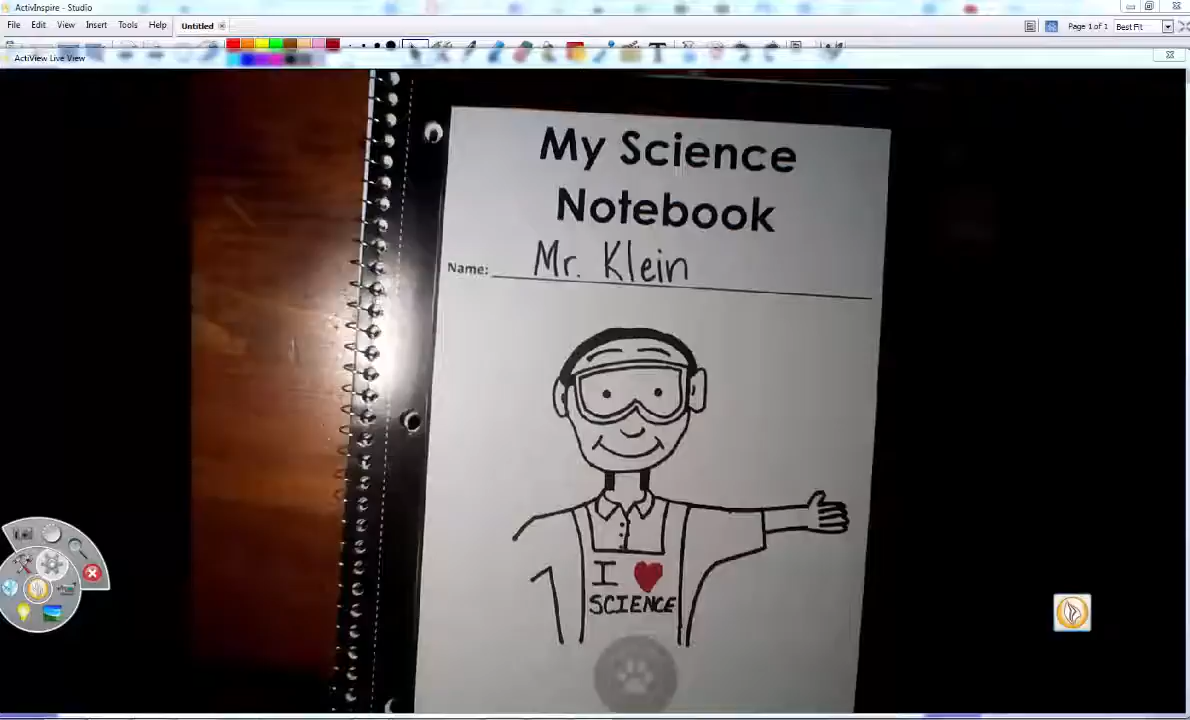 ActivInspire - Studio
File Edit View Insert Tools Help Untitled
Page 1 of 1 Best Fit
ActiView Live View
My Science
Notebook
Name: Mr. Klein
I
SCIENCE